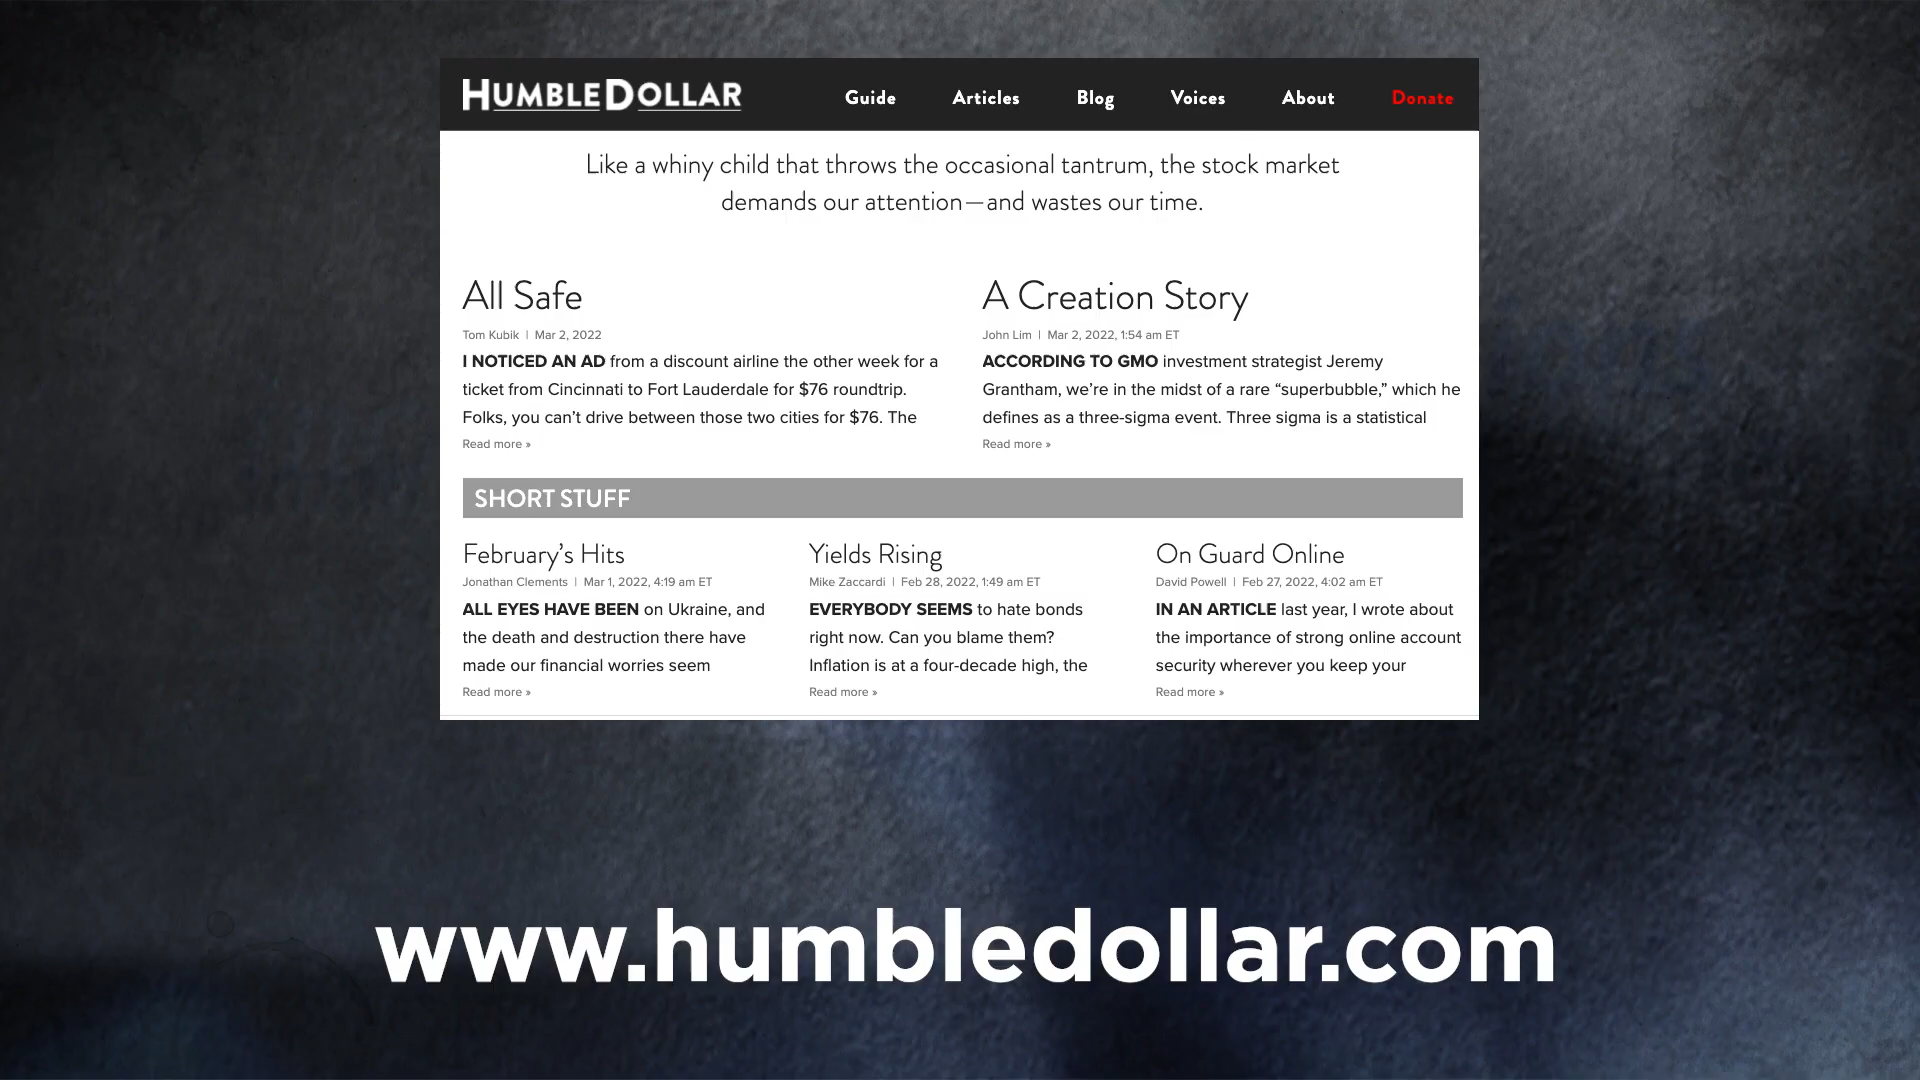 HUMBLEDOLLAR
Guide Articles Blog Voices About Donate
Like a whiny child that throws the occasional tantrum, the stock market
demands our attention—and wastes our time.
All Safe
Tom Kubik | Mar 2, 2022
I NOTICED AN AD from a discount airline the other week for a
ticket from Cincinnati to Fort Lauderdale for $76 roundtrip.
Folks, you can’t drive between those two cities for $76. The
Read more »
A Creation Story
John Lim | Mar 2, 2022, 1:54 am ET
ACCORDING TO GMO investment strategist Jeremy
Grantham, we’re in the midst of a rare “superbubble,” which he
defines as a three-sigma event. Three sigma is a statistical
Read more »
SHORT STUFF
February’s Hits
Jonathan Clements | Mar 1, 2022, 4:19 am ET
ALL EYES HAVE BEEN on Ukraine, and
the death and destruction there have
made our financial worries seem
Read more »
Yields Rising
Mike Zaccardi | Feb 28, 2022, 1:49 am ET
EVERYBODY SEEMS to hate bonds
right now. Can you blame them?
Inflation is at a four-decade high, the
Read more »
On Guard Online
David Powell | Feb 27, 2022, 4:02 am ET
IN AN ARTICLE last year, I wrote about
the importance of strong online account
security wherever you keep your
Read more »
www.humbledollar.com